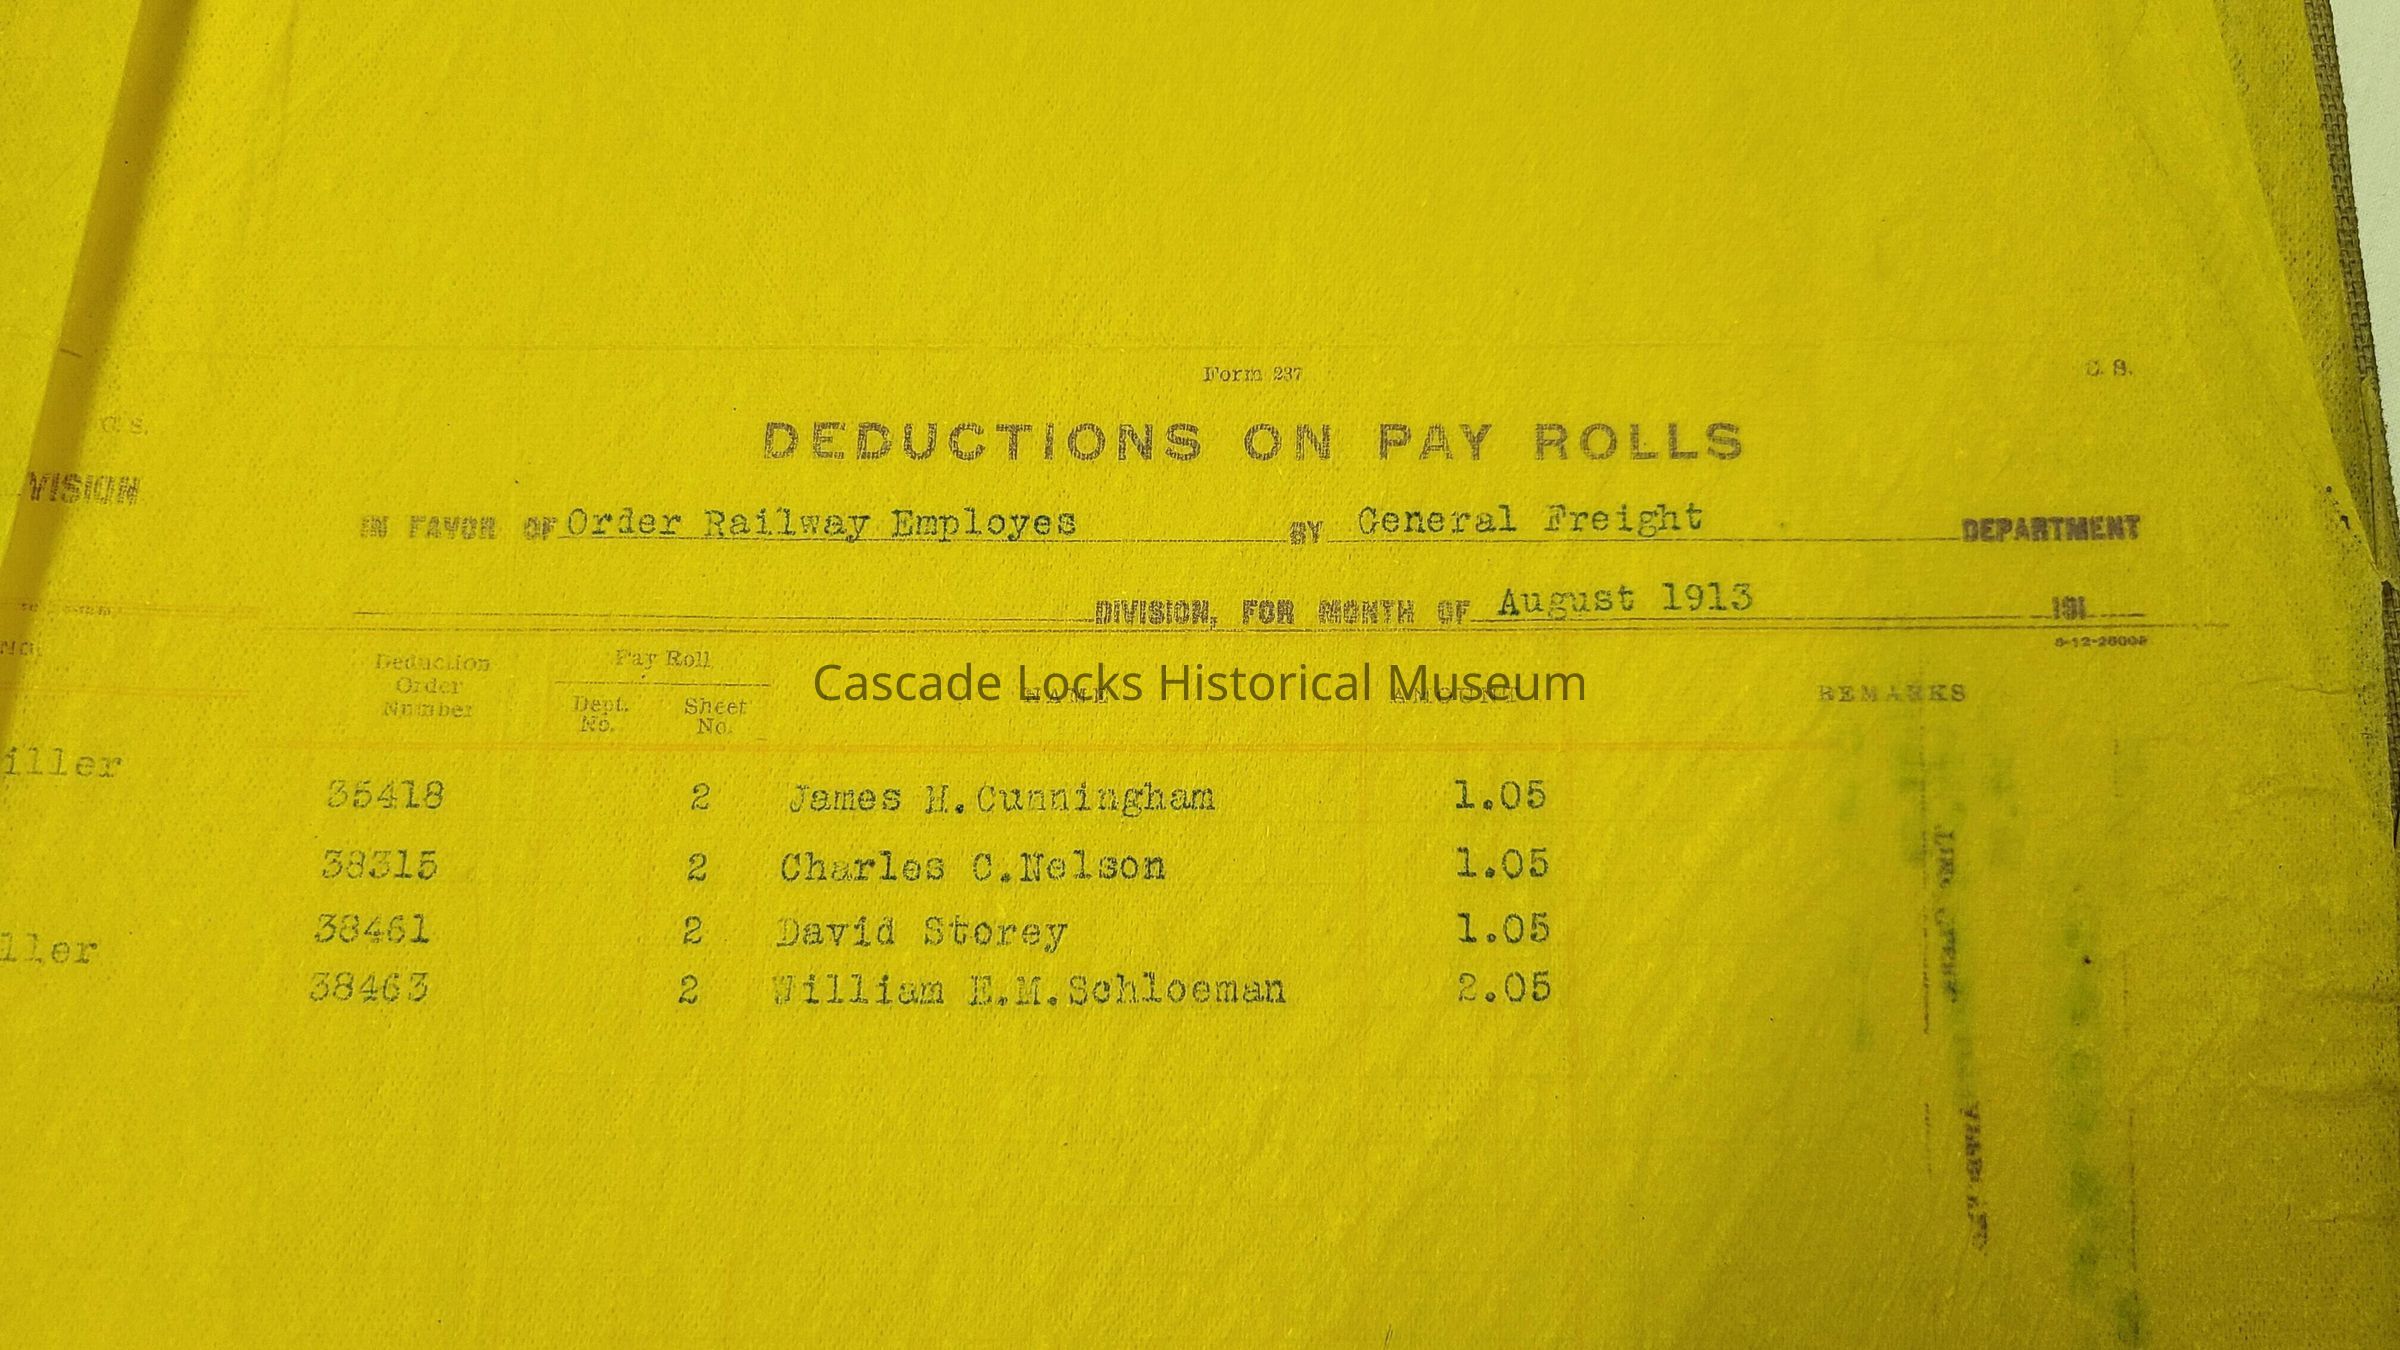 Form 237
C. S.
C. S.
DEDUCTIONS ON PAY ROLLS
VISION
IN FAVOR OF Order Railway Employes BY General Freight DEPARTMENT
DIVISION, FOR MONTH OF August 1913 191
Deduction Order Number
Pay Roll
Dept. No.
Sheet No.
NAME
AMOUNT
REMARKS
Cascade Locks Historical Museum
iller
35418 2 James H.Cunningham 1.05
38315 2 Charles C.Nelson 1.05
38461 2 David Storey 1.05
ller
38463 2 William E.M.Schloeman 2.05